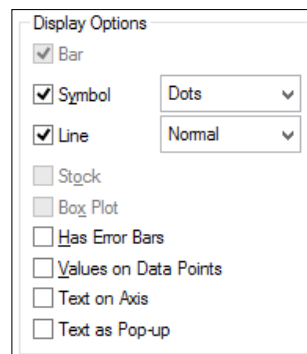 Display Options
Bar
Symbol Dots
Line Normal
Stock
Box Plot
Has Error Bars
Values on Data Points
Text on Axis
Text as Pop-up